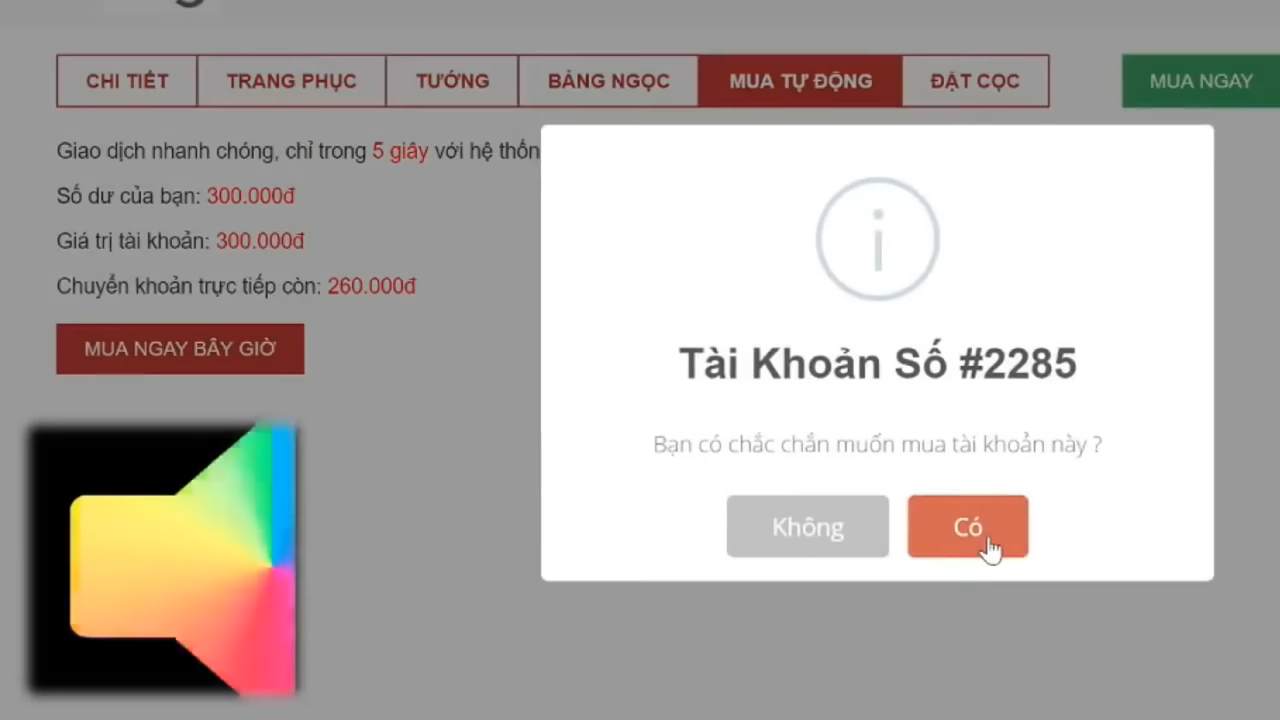 CHI TIẾT
TRANG PHỤC
TƯỚNG
BẢNG NGỌC
MUA TỰ ĐỘNG
ĐẶT CỌC
MUA NGAY
Giao dịch nhanh chóng, chỉ trong 5 giây với hệ
Số dư của bạn: 300.000đ
Giá trị tài khoản: 300.000đ
Chuyển khoản trực tiếp còn: 260.000đ
MUA NGAY BÂY GIỜ
Tài Khoản Số #2285
Bạn có chắc chắn muốn mua tài khoản này ?
Không
Có